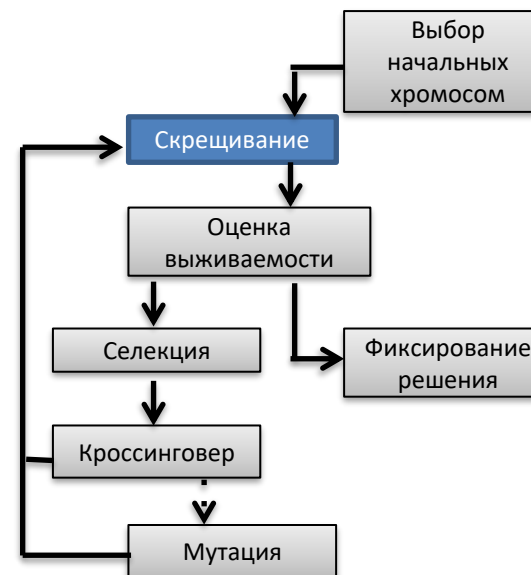 Выбор
начальных
хромосом
Скрещивание
Оценка
выживаемости
Селекция
Фиксирование
решения
Кроссинговер
Мутация